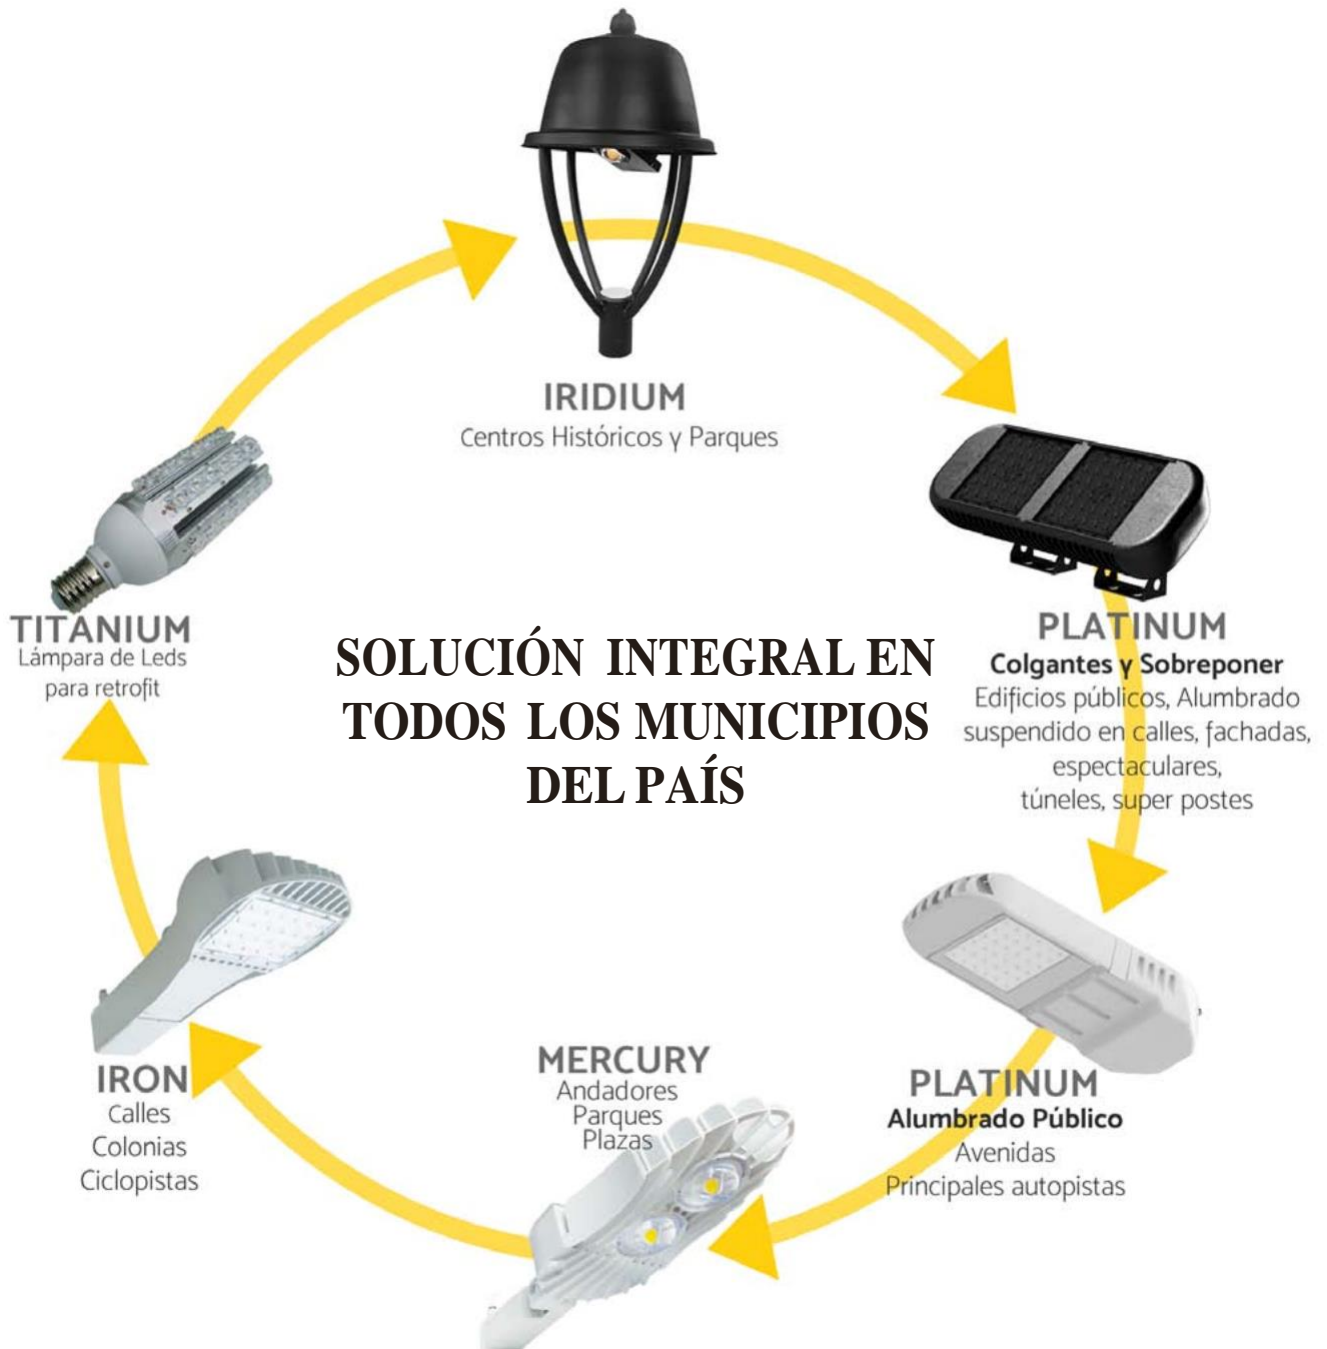 IRIDIUM
Centros Históricos y Parques
PLATINUM
Colgantes y Sobreponer
Edificios públicos, Alumbrado
suspendido en calles, fachadas,
espectaculares,
túneles, super postes
PLATINUM
Alumbrado Público
Avenidas
Principales autopistas
MERCURY
Andadores
Parques
Plazas
IRON
Calles
Colonias
Ciclopistas
TITANIUM
Lámpara de Leds
para retrofit
SOLUCIÓN INTEGRAL EN
TODOS LOS MUNICIPIOS
DEL PAÍS